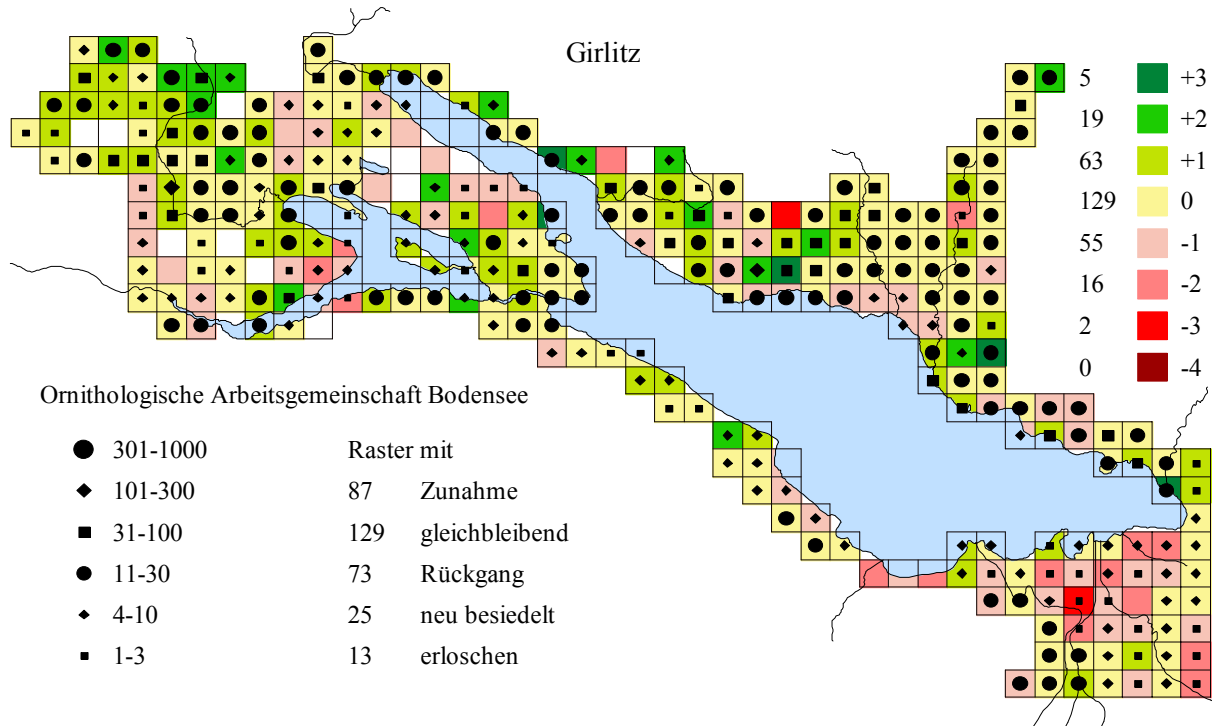 Girlitz
5 +3
19 +2
63 +1
129 0
55 -1
16 -2
2 -3
0 -4
Ornithologische Arbeitsgemeinschaft Bodensee
301-1000 Raster mit
101-300 87 Zunahme
31-100 129 gleichbleibend
11-30 73 Rückgang
4-10 25 neu besiedelt
1-3 13 erloschen